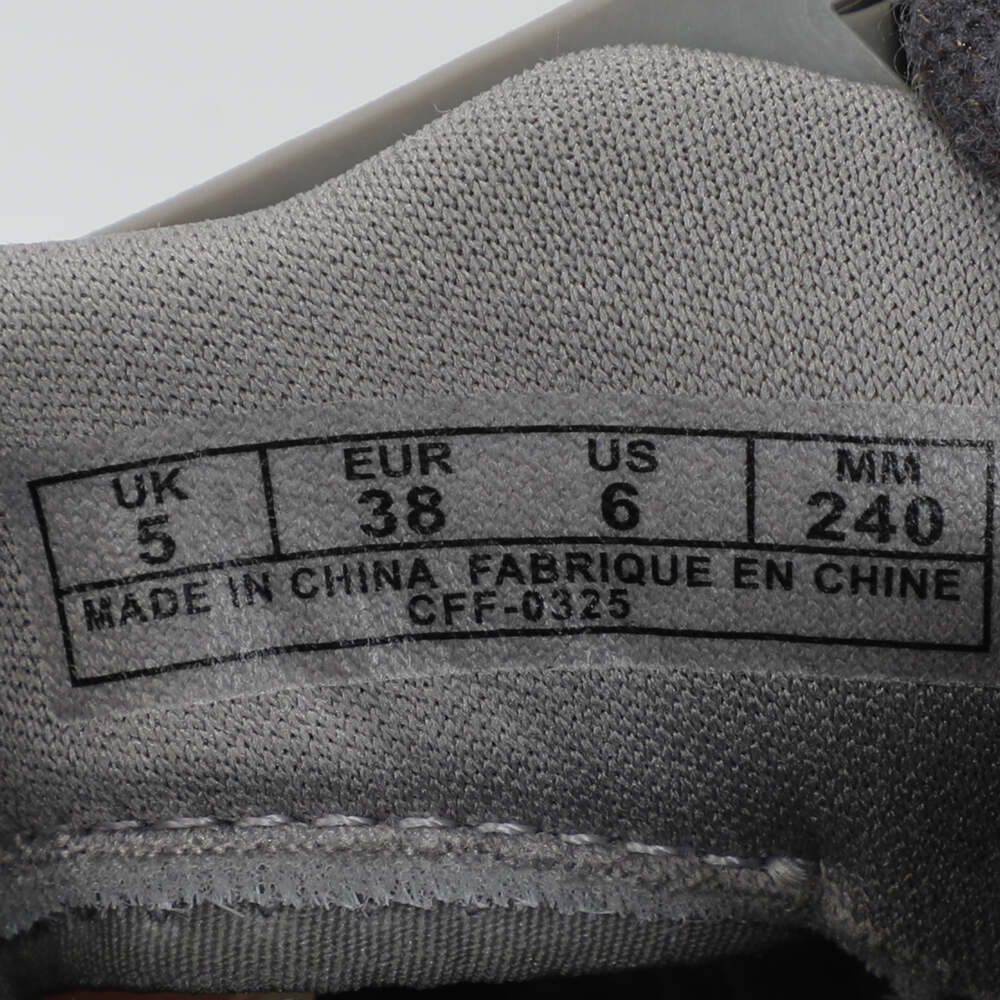 UK EUR US MM
5 38 6 240
MADE IN CHINA FABRIQUE EN CHINE
CFF-0325